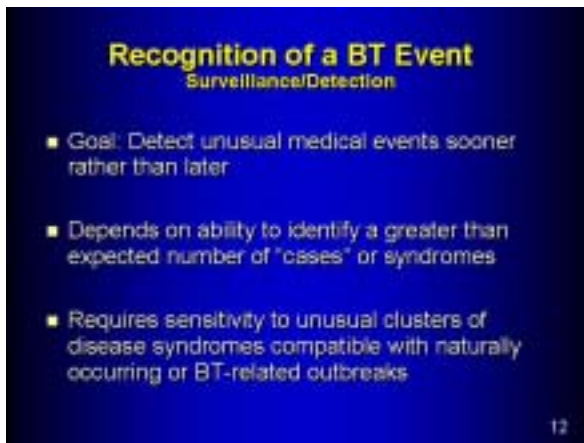 Recognition of a BT Event
Surveillance/Detection
Goal: Detect unusual medical events sooner
rather than later
Depends on ability to identify a greater than
expected number of "cases" or syndromes
Requires sensitivity to unusual clusters of
disease syndromes compatible with naturally
occurring or BT-related outbreaks
12